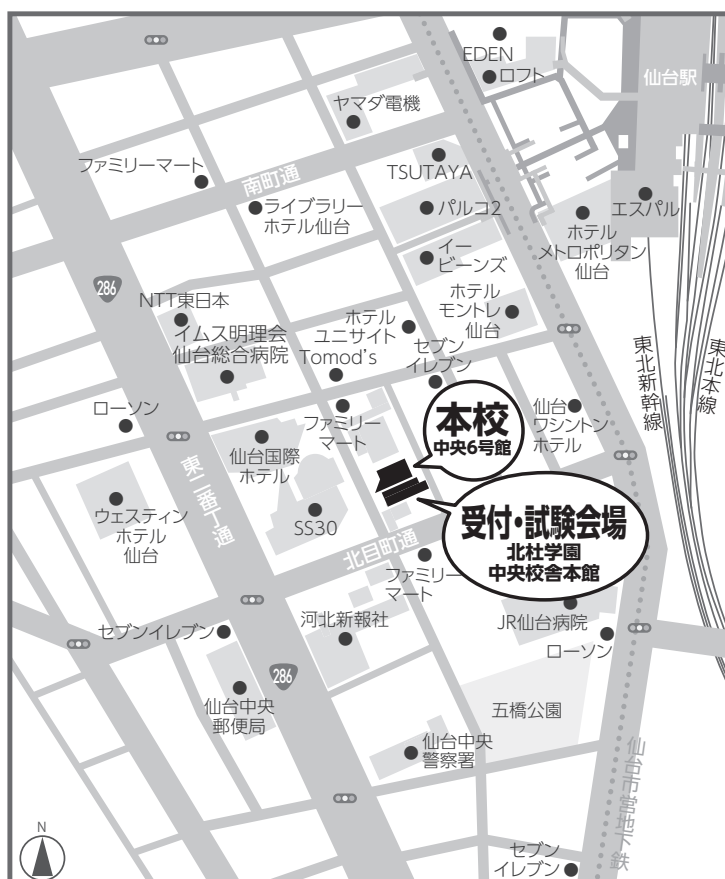 EDEN
ロフト
仙台駅
ヤマダ電機
TSUTAYA
ファミリーマート
南町通
ライブラリー
ホテル仙台
パルコ2
エスパル
ホテル
メトロポリタン
仙台
イー
ビーンズ
286
NTT東日本
ホテル
モントレ
仙台
ホテル
ユニサイト
イムス明理会
仙台総合病院
Tomod's
セブン
イレブン
東北新幹線
東北本線
ローソン
ファミリー
マート
本校
中央6号館
仙台
ワシントン
ホテル
仙台国際
ホテル
東二番丁通
ウェスティン
ホテル
仙台
SS30
受付・試験会場
北杜学園
中央校舎本館
北目町通
ファミリー
マート
セブンイレブン
河北新報社
JR仙台病院
ローソン
286
仙台中央
郵便局
五橋公園
仙台中央
警察署
仙台市営地下鉄
N
セブン
イレブン